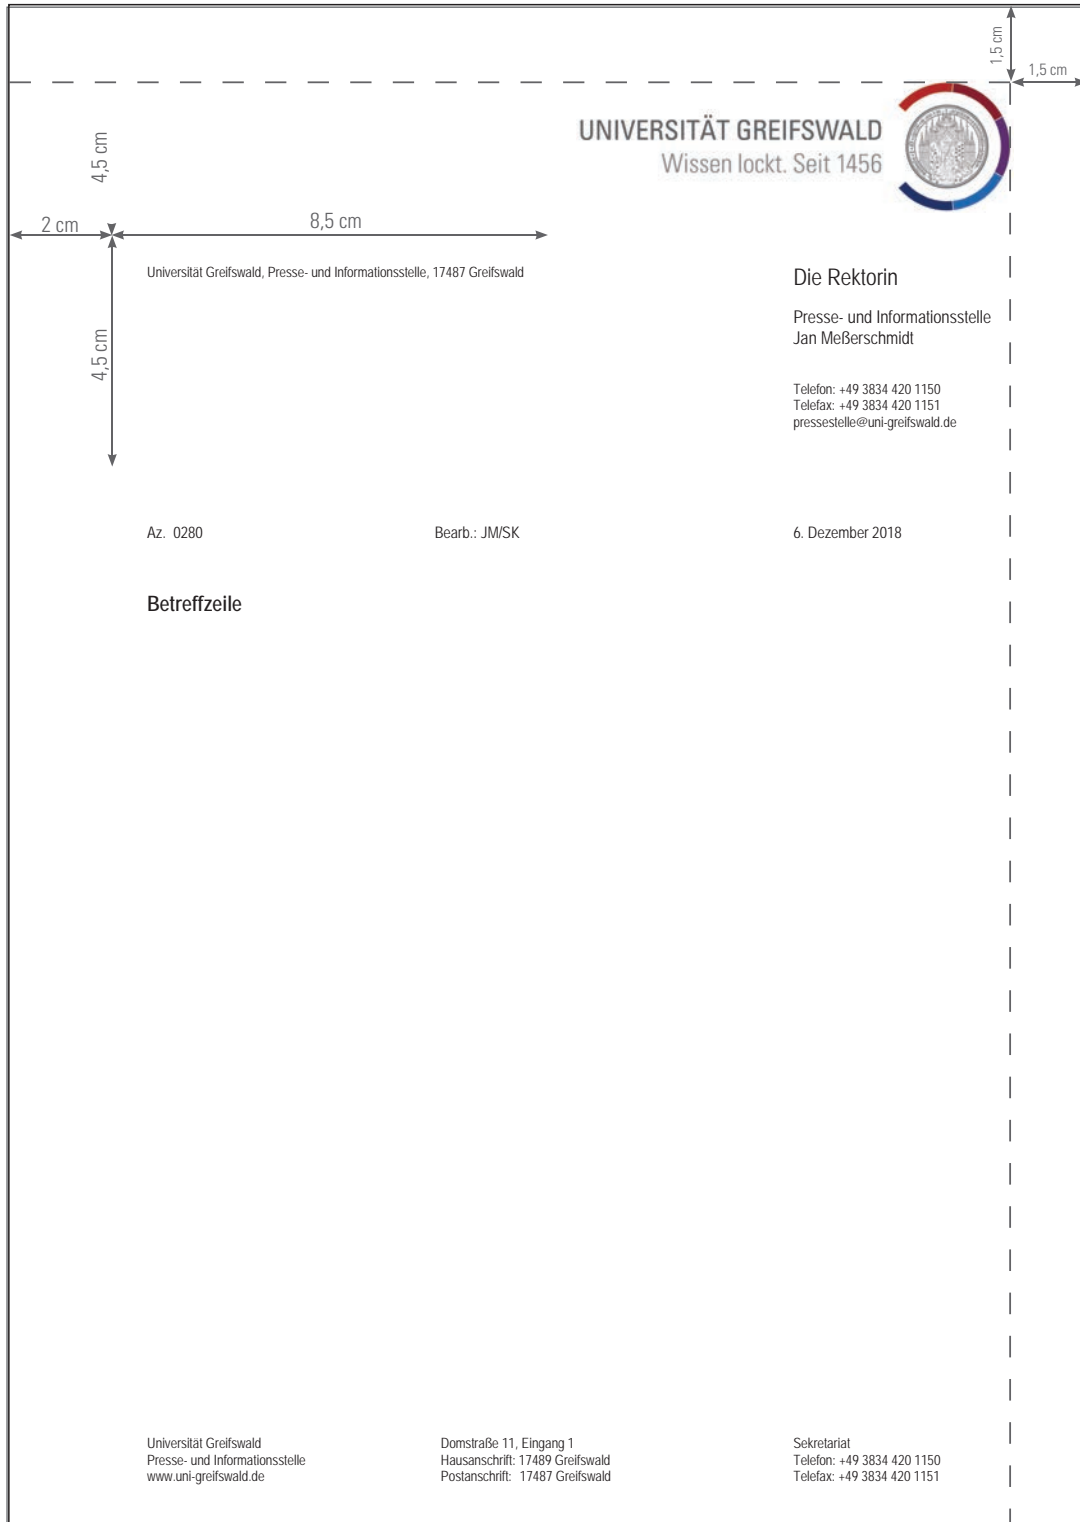 1,5 cm
1,5 cm
UNIVERSITÄT GREIFSWALD
Wissen lockt. Seit 1456
4,5 cm
2 cm
8,5 cm
Universität Greifswald, Presse- und Informationsstelle, 17487 Greifswald
Die Rektorin
Presse- und Informationsstelle
Jan Meßerschmidt
4,5 cm
Telefon: +49 3834 420 1150
Telefax: +49 3834 420 1151
pressestelle@uni-greifswald.de
Az. 0280
Bearb.: JM/SK
6. Dezember 2018
Betreffzeile
Universität Greifswald
Presse- und Informationsstelle
www.uni-greifswald.de
Domstraße 11, Eingang 1
Hausanschrift: 17489 Greifswald
Postanschrift: 17487 Greifswald
Sekretariat
Telefon: +49 3834 420 1150
Telefax: +49 3834 420 1151